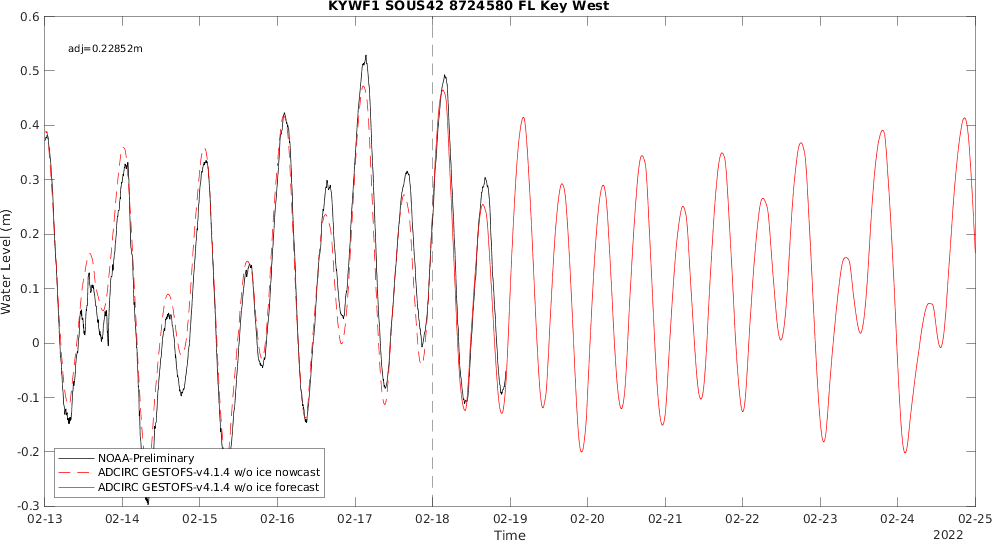 KYWF1 SOUS42 8724580 FL Key West
adj=0.22852m
0.6
0.5
0.4
0.3
0.2
0.1
0
-0.1
-0.2
-0.3
Water Level (m)
NOAA-Preliminary
ADCIRC GESTOFS-v4.1.4 w/o ice nowcast
ADCIRC GESTOFS-v4.1.4 w/o ice forecast
02-13 02-14 02-15 02-16 02-17 02-18 02-19 02-20 02-21 02-22 02-23 02-24 02-25
Time
2022